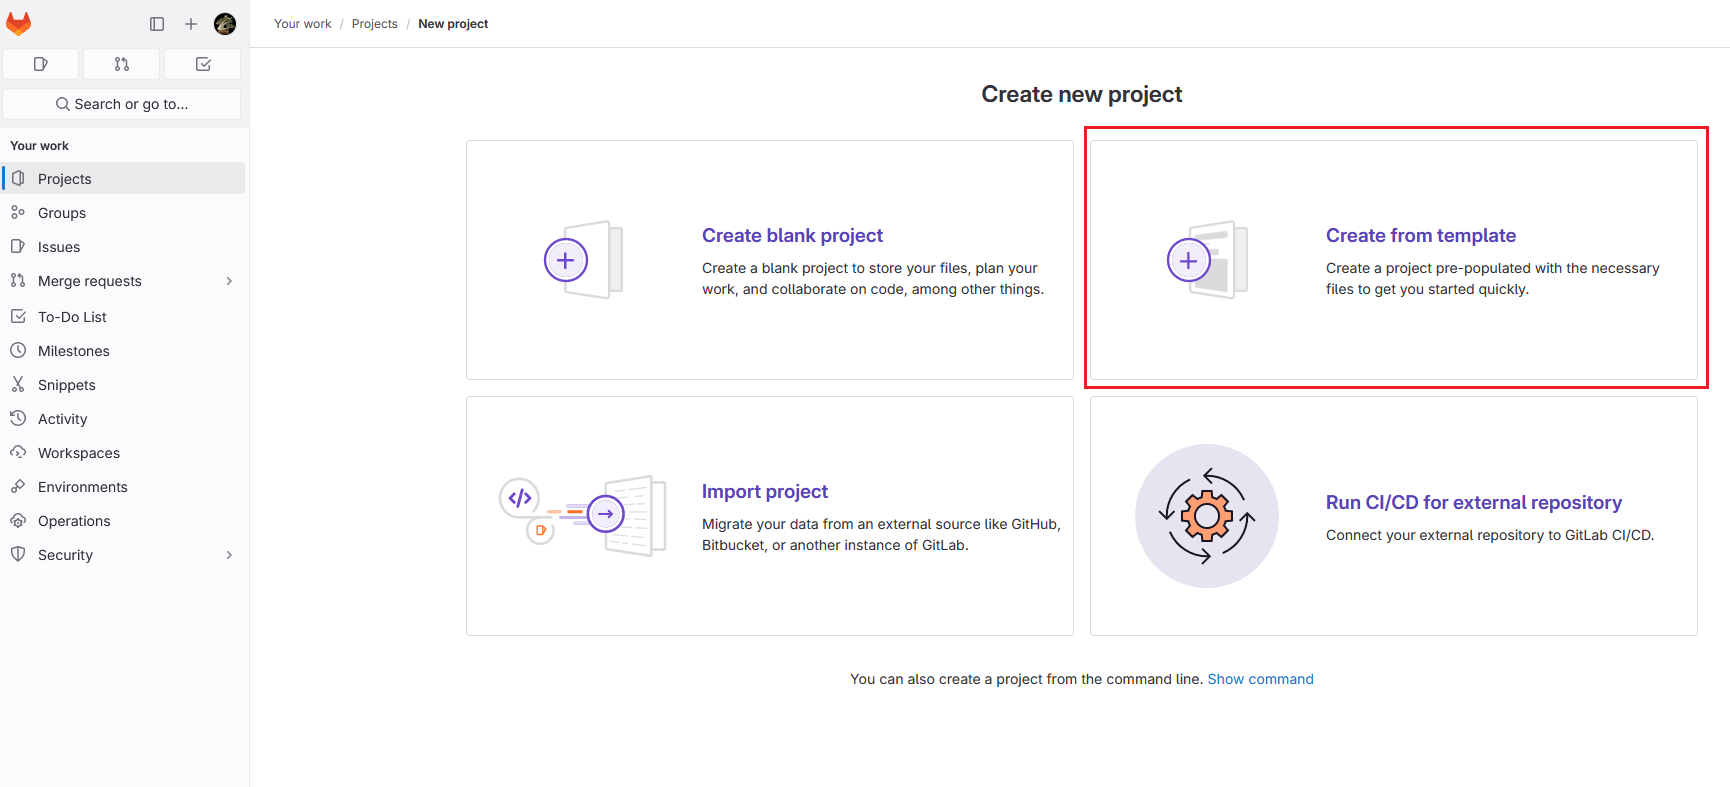 Your work / Projects / New project
Search or go to...
Your work
Projects
Groups
Issues
Merge requests
To-Do List
Milestones
Snippets
Activity
Workspaces
Environments
Operations
Security
Create new project
Create blank project
Create a blank project to store your files, plan your
work, and collaborate on code, among other things.
Create from template
Create a project pre-populated with the necessary
files to get you started quickly.
Import project
Migrate your data from an external source like GitHub,
Bitbucket, or another instance of GitLab.
Run CI/CD for external repository
Connect your external repository to GitLab CI/CD.
You can also create a project from the command line. Show command